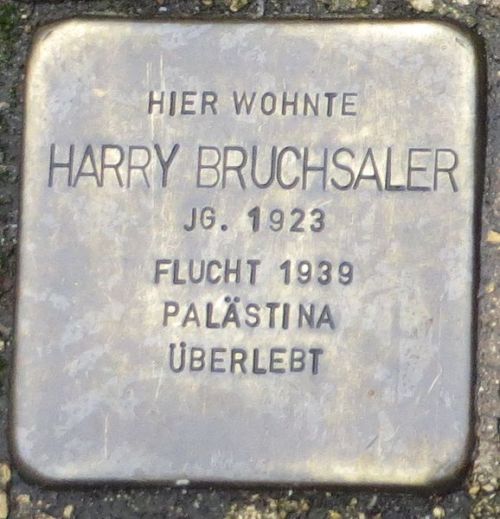 HIER WOHNTE
HARRY BRUCHSALER
JG. 1923
FLUCHT 1939
PALÄSTINA
ÜBERLEBT